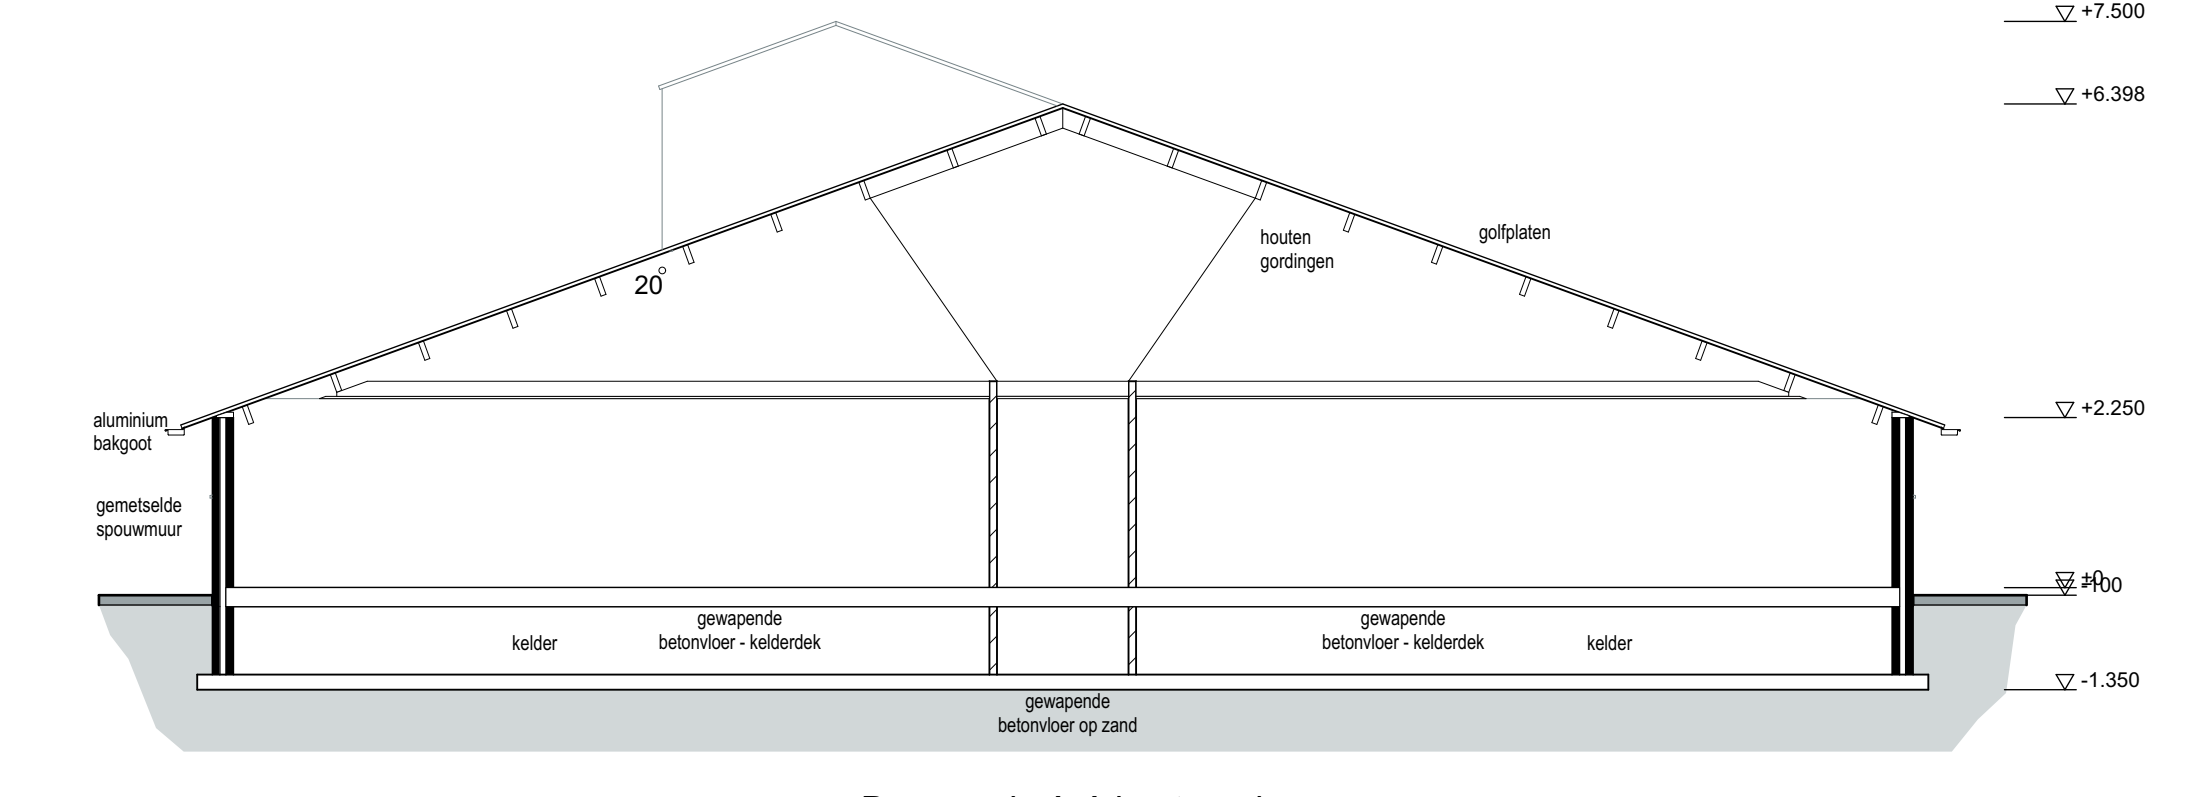 +7.500
+6.398
houten
gordingen
golfplaten
20°
aluminium
bakgoot
+2.250
gemetselde
spouwmuur
+0
-100
gewapende
betonvloer - kelderdek
kelder
gewapende
betonvloer - kelderdek
kelder
-1.350
gewapende
betonvloer op zand